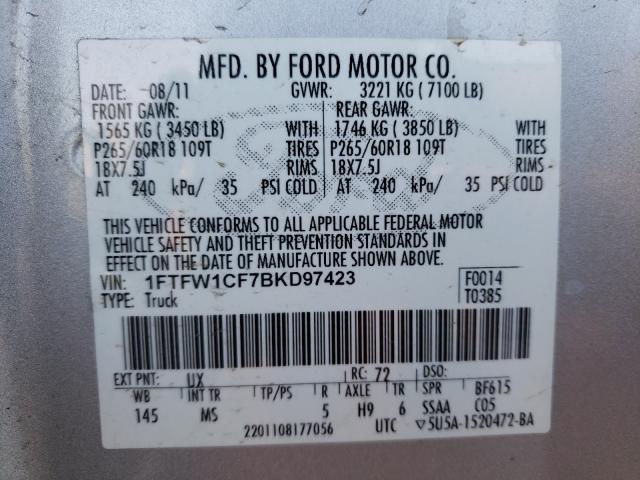 MFD. BY FORD MOTOR CO.
DATE: 08/11 GVWR: 3221 KG ( 7100 LB)
FRONT GAWR: REAR GAWR:
1565 KG ( 3450 LB) WITH 1746 KG ( 3850 LB) WITH
P265/60R18 109T TIRES P265/60R18 109T TIRES
18X7.5J RIMS 18X7.5J RIMS
AT 240 kPa/ 35 PSI COLD AT 240 kPa/ 35 PSI COLD
THIS VEHICLE CONFORMS TO ALL APPLICABLE FEDERAL MOTOR
VEHICLE SAFETY AND THEFT PREVENTION STANDARDS IN
EFFECT ON THE DATE OF MANUFACTURE SHOWN ABOVE.
VIN: 1FTFW1CF7BKD97423 F0014
TYPE: Truck T0385
EXT PNT: UX RC: 72 DSO:
WB INT TR TP/PS R AXLE TR SPR BF615
145 MS 5 H9 6 SSAA C05
2201108177056 UTC ▽5U5A-1520472-BA